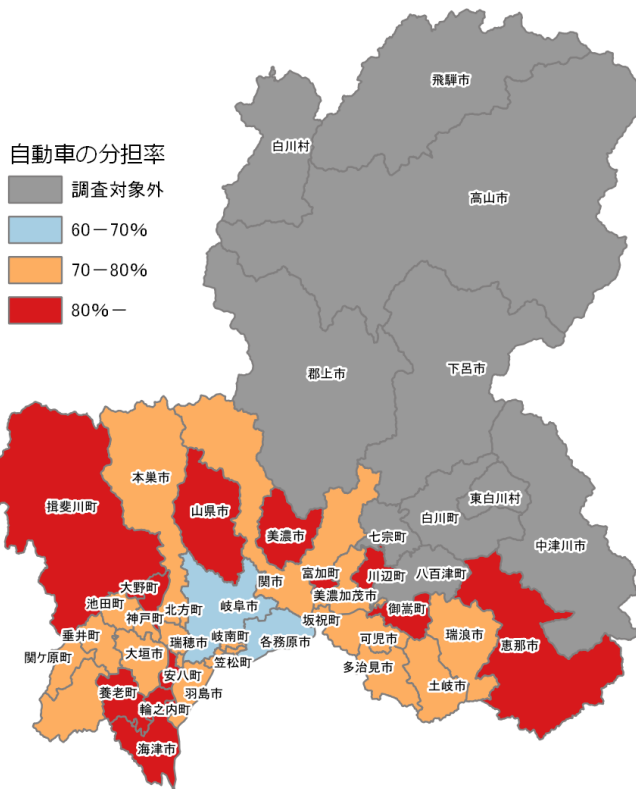 飛騨市
白川村
自動車の分担率
調査対象外
高山市
60－70%
70－80%
80%－
下呂市
郡上市
本巣市
揖斐川町
山県市
東白川村
美濃市
白川町
七宗町
中津川市
大野町
富加町
川辺町
八百津町
関市
池田町
北方町
岐阜市
美濃加茂市
御嵩町
神戸町
坂祝町
垂井町
瑞穂市
岐南町
各務原市
可児市
瑞浪市
恵那市
関ケ原町
大垣市
笠松町
多治見市
安八町
土岐市
養老町
羽島市
輪之内町
海津市